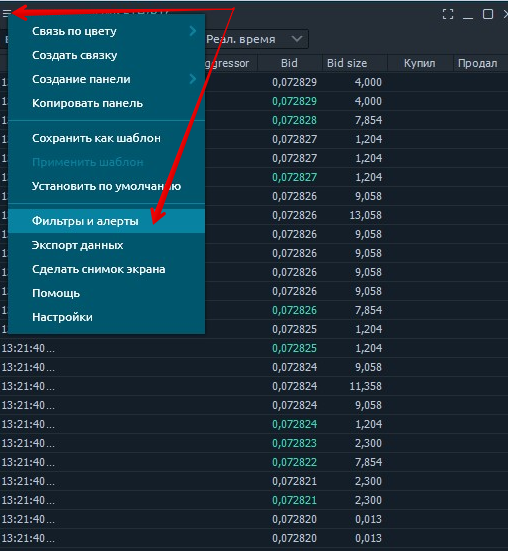 Реал. время
Связь по цвету
Создать связку
Создание панели
Копировать панель
Сохранить как шаблон
Применить шаблон
Установить по умолчанию
Фильтры и алерты
Экспорт данных
Сделать снимок экрана
Помощь
Настройки
ggressor Bid Bid size Купил Продал
0,072829 4,000
0,072829 4,000
0,072828 7,854
0,072827 1,204
0,072827 1,204
0,072827 1,204
0,072826 9,058
0,072826 13,058
0,072826 9,058
0,072826 9,058
0,072826 9,058
0,072826 9,058
0,072826 7,854
0,072825 1,204
13:21:40... 0,072825 1,204
13:21:40... 0,072824 9,058
13:21:40... 0,072824 11,358
13:21:40... 0,072824 9,058
13:21:40... 0,072824 1,204
13:21:40... 0,072823 2,300
13:21:40... 0,072822 7,854
13:21:40... 0,072821 2,300
13:21:40... 0,072821 2,300
13:21:40... 0,072820 0,013
13:21:40... 0,072820 0,013